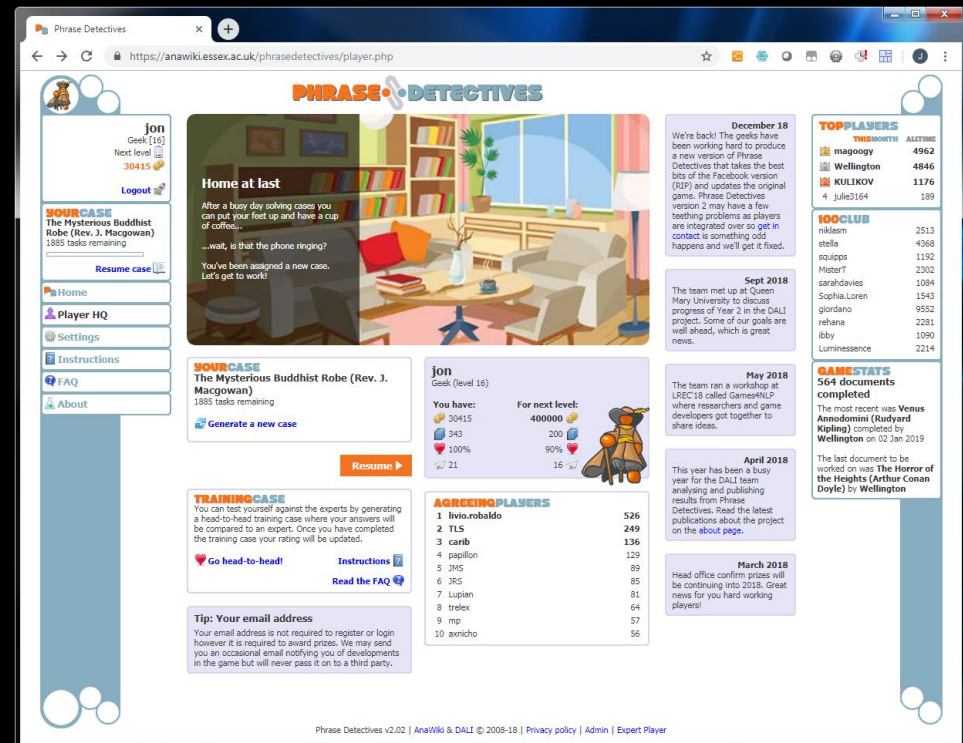 Phrase Detectives
https://anawiki.essex.ac.uk/phrasedetectives/player.php
PHRASE DETECTIVES
jon
Geek [16]
Next level
30415
Logout
YOURCASE
The Mysterious Buddhist
Robe (Rev. J. Macgowan)
1885 tasks remaining
Resume case
Home
Player HQ
Settings
Instructions
FAQ
About
Home at last
After a busy day solving cases you
can put your feet up and have a cup
of coffee...
...wait, is that the phone ringing?
You've been assigned a new case.
Let's get to work!
YOURCASE
The Mysterious Buddhist Robe (Rev. J.
Macgowan)
1885 tasks remaining
Generate a new case
Resume
TRAININGCASE
You can test yourself against the experts by generating
a head-to-head training case where your answers will
be compared to an expert. Once you have completed
the training case your rating will be updated.
Go head-to-head! Instructions
Read the FAQ
Tip: Your email address
Your email address is not required to register or login
however it is required to award prizes. We may send
you an occasional email notifying you of developments
in the game but will never pass it on to a third party.
jon
Geek (level 16)
You have: For next level:
30415 400000
343 200
100% 90%
21 16
AGREEINGPLAYERS
1 livio.robaldo 526
2 TLS 249
3 carib 136
4 papillon 129
5 JMS 89
6 JRS 85
7 Lupian 81
8 trelex 64
9 mp 57
10 axnicho 56
December 18
We're back! The geeks have
been working hard to produce
a new version of Phrase
Detectives that takes the best
bits of the Facebook version
(RIP) and updates the original
game. Phrase Detectives
version 2 may have a few
teething problems as players
are integrated over so get in
contact is something odd
happens and we'll get it fixed.
Sept 2018
The team met up at Queen
Mary University to discuss
progress of Year 2 in the DALI
project. Some of our goals are
well ahead, which is great
news.
May 2018
The team ran a workshop at
LREC'18 called Games4NLP
where researchers and game
developers got together to
share ideas.
April 2018
This year has been a busy
year for the DALI team
analysing and publishing
results from Phrase
Detectives. Read the latest
publications about the project
on the about page.
March 2018
Head office confirm prizes will
be continuing into 2018. Great
news for you hard working
players!
TOPPLAYERS
THISMONTH ALLTIME
magoogy 4962
Wellington 4846
KULIKOV 1176
4 julie3164 189
100CLUB
niklasm 2513
stella 4368
squipps 1192
MisterT 2302
sarahdavies 1084
Sophia.Loren 1543
giordano 9552
rehana 2281
ibby 1090
Luminessence 2214
GAMESTATS
564 documents
completed
The most recent was Venus
Annodomini (Rudyard
Kipling) completed by
Wellington on 02 Jan 2019
The last document to be
worked on was The Horror of
the Heights (Arthur Conan
Doyle) by Wellington
Phrase Detectives v2.02 | AnaWiki & DALI © 2008-18 | Privacy policy | Admin | Expert Player